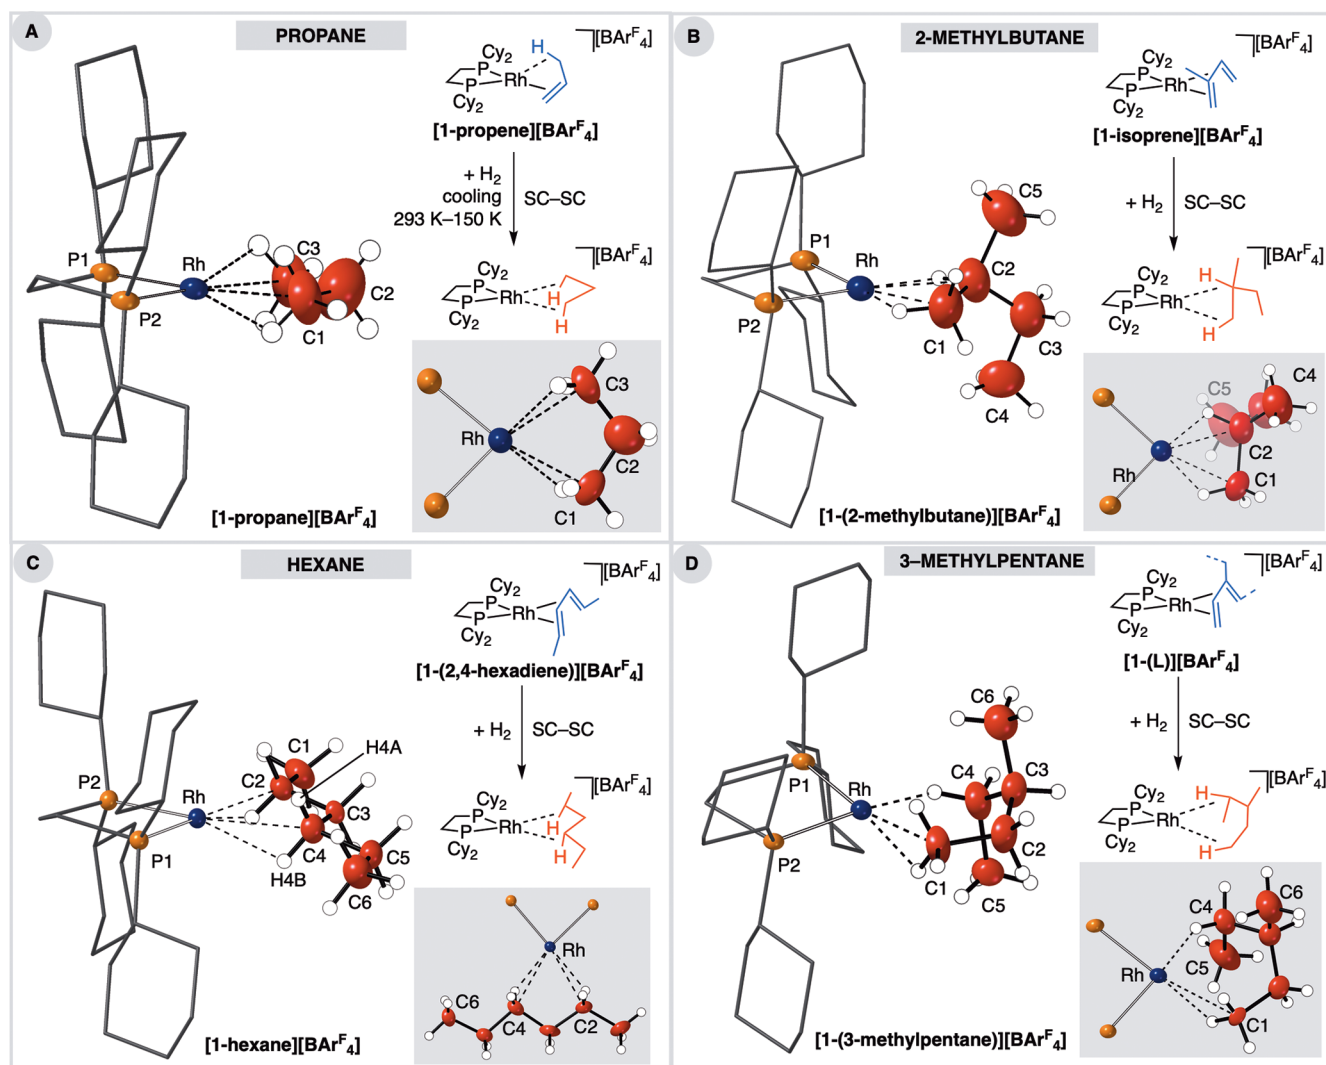 A
PROPANE
Cy2
P
Rh
P
Cy2
H
][BArF4]
[1-propene][BArF4]
+ H2
cooling
293 K–150 K
SC–SC
][BArF4]
Cy2
P
Rh
P
Cy2
H
H
P1
Rh
P2
C3
C2
C1
C3
Rh
C2
C1
[1-propane][BArF4]
B
2-METHYLBUTANE
][BArF4]
Cy2
P
Rh
P
Cy2
[1-isoprene][BArF4]
+ H2
SC–SC
][BArF4]
Cy2
P
Rh
P
Cy2
H
H
C5
P1
Rh
C2
P2
C1
C3
C4
C5
C4
C2
Rh
C1
[1-(2-methylbutane)][BArF4]
C
HEXANE
][BArF4]
Cy2
P
Rh
P
Cy2
[1-(2,4-hexadiene)][BArF4]
+ H2
SC–SC
][BArF4]
Cy2
P
Rh
P
Cy2
H
H
C1
H4A
C2
P2
Rh
C3
P1
C4
C5
H4B
C6
Rh
C6
C4
C2
[1-hexane][BArF4]
D
3–METHYLPENTANE
][BArF4]
Cy2
P
Rh
P
Cy2
[1-(L)][BArF4]
+ H2
SC–SC
][BArF4]
Cy2
P
Rh
P
Cy2
H
H
C6
P1
Rh
C4
C3
P2
C2
C1
C5
C6
C4
C5
Rh
C1
[1-(3-methylpentane)][BArF4]